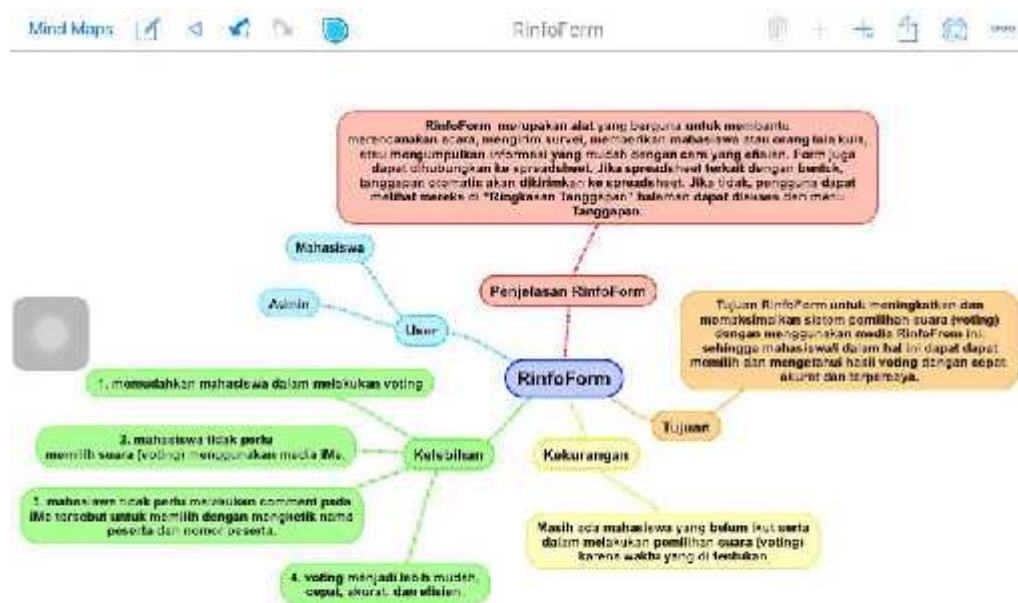 Mind Maps
RinfoForm
RinfoForm merupakan alat yang berguna untuk membantu
merencanakan acara, mengirim survei, memberikan mahasiswa atau orang lain kuis,
atau mengumpulkan informasi yang mudah dengan cara yang efisien. Form juga
dapat dihubungkan ke spreadsheet. Jika spreadsheet terkait dengan bentuk,
tanggapan otomatis akan dikirimkan ke spreadsheet. Jika tidak, pengguna dapat
melihat mereka di "Ringkasan Tanggapan" halaman dapat diakses dari menu
Tanggapan.
Mahasiswa
Admin
User
Penjelasan RinfoForm
Tujuan RinfoForm untuk meningkatkan dan
memaksimalkan sistem pemilihan suara (voting)
dengan menggunakan media RinfoFrom ini.
sehingga mahasiswa/i dalam hal ini dapat dapat
memilih dan mengetahui hasil voting dengan cepat,
akurat dan terpercaya.
RinfoForm
Tujuan
1. memudahkan mahasiswa dalam melakukan voting
2. mahasiswa tidak perlu
memilih suara (voting) menggunakan media iMe.
Kelebihan
Kekurangan
3. mahasiswa tidak perlu melakukan comment pada
iMe tersebut untuk memilih dengan mengketik nama
peserta dan nomor peserta.
Masih ada mahasiswa yang belum ikut serta
dalam melakukan pemilihan suara (voting)
karena waktu yang di tentukan
4. voting menjadi lebih mudah,
cepat, akurat, dan efisien.